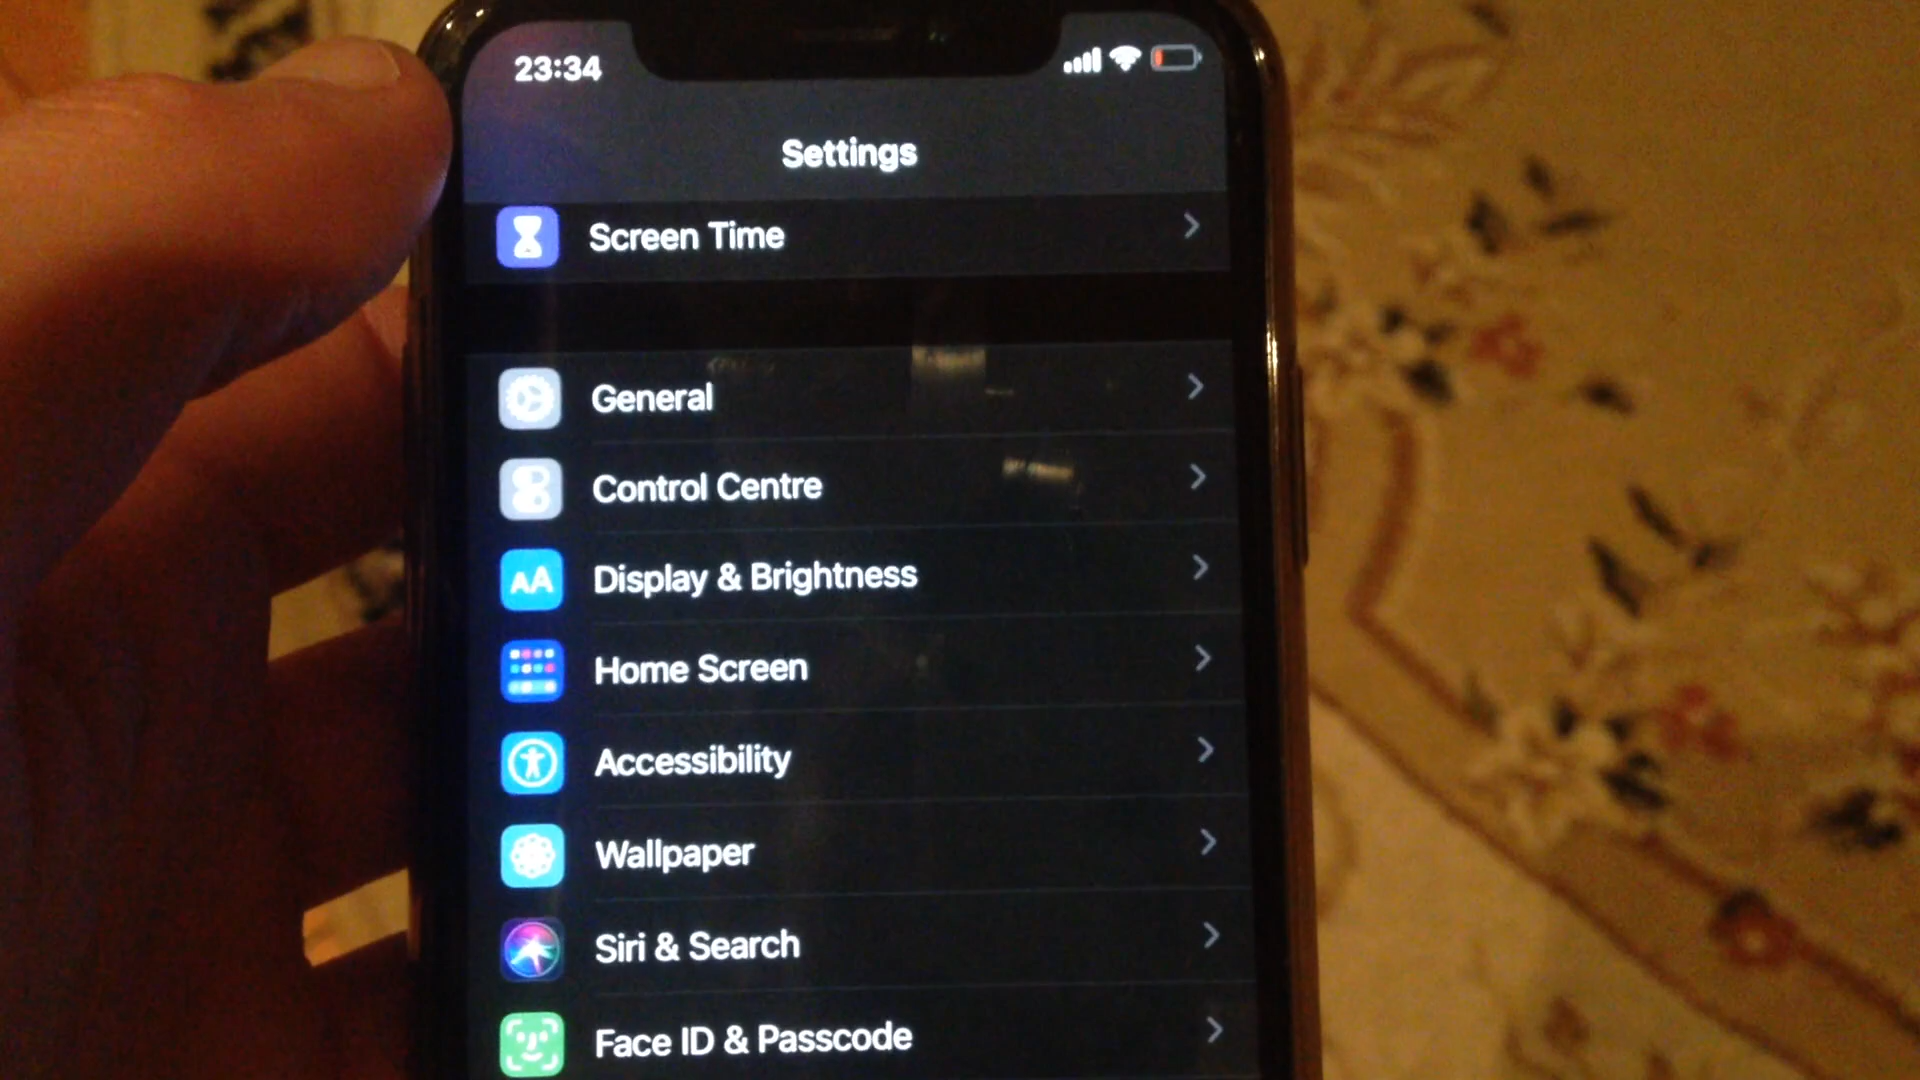 23:34
Settings
Screen Time
General
Control Centre
AA
Display & Brightness
Home Screen
Accessibility
Wallpaper
Siri & Search
Face ID & Passcode